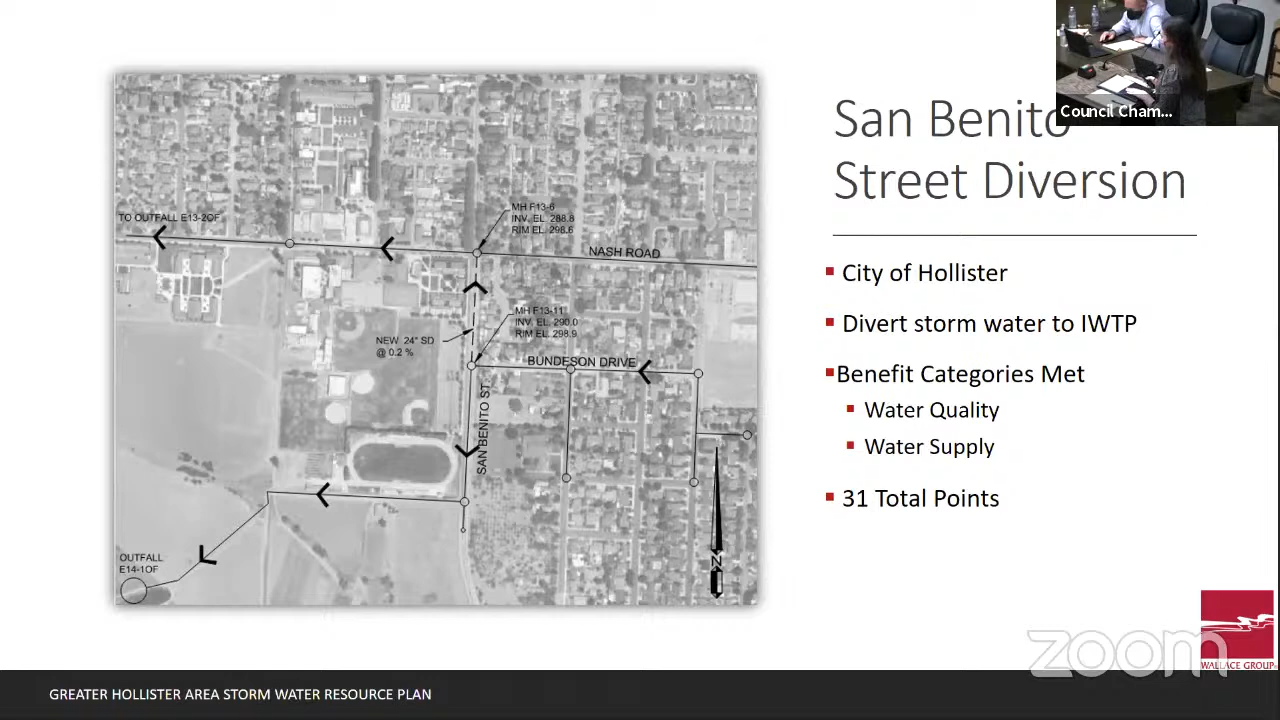 Council Cham...
San Benito
Street Diversion
City of Hollister
Divert storm water to IWTP
Benefit Categories Met
Water Quality
Water Supply
31 Total Points
TO OUTFALL E13-2OF
MH F13-6
INV. EL. 288.8
RIM EL. 298.6
NASH ROAD
MH F13-11
INV. EL. 290.0
RIM EL. 298.9
NEW 24" SD
@ 0.2 %
BUNDESON DRIVE
SAN BENITO ST.
OUTFALL
E14-1OF
N
zoom
WALLACE GROUP
GREATER HOLLISTER AREA STORM WATER RESOURCE PLAN